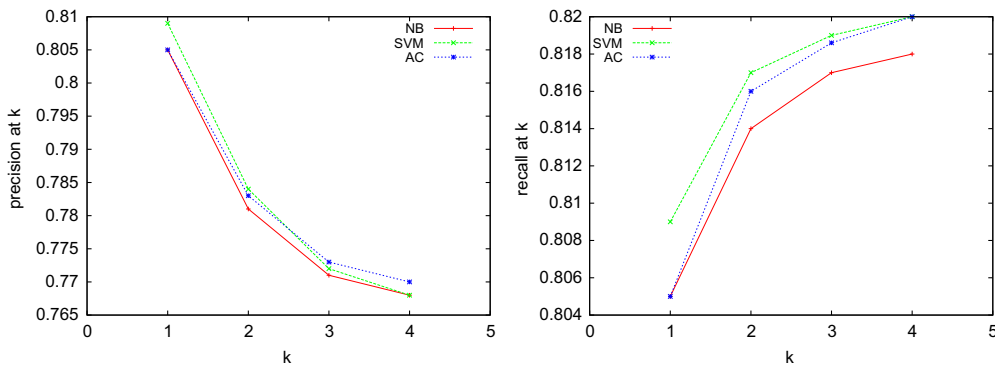 0.81
0.805
0.8
0.795
0.79
0.785
0.78
0.775
0.77
0.765
precision at k
0 1 2 3 4 5
k
NB
SVM
AC
0.82
0.818
0.816
0.814
0.812
0.81
0.808
0.806
0.804
recall at k
0 1 2 3 4 5
k
NB
SVM
AC